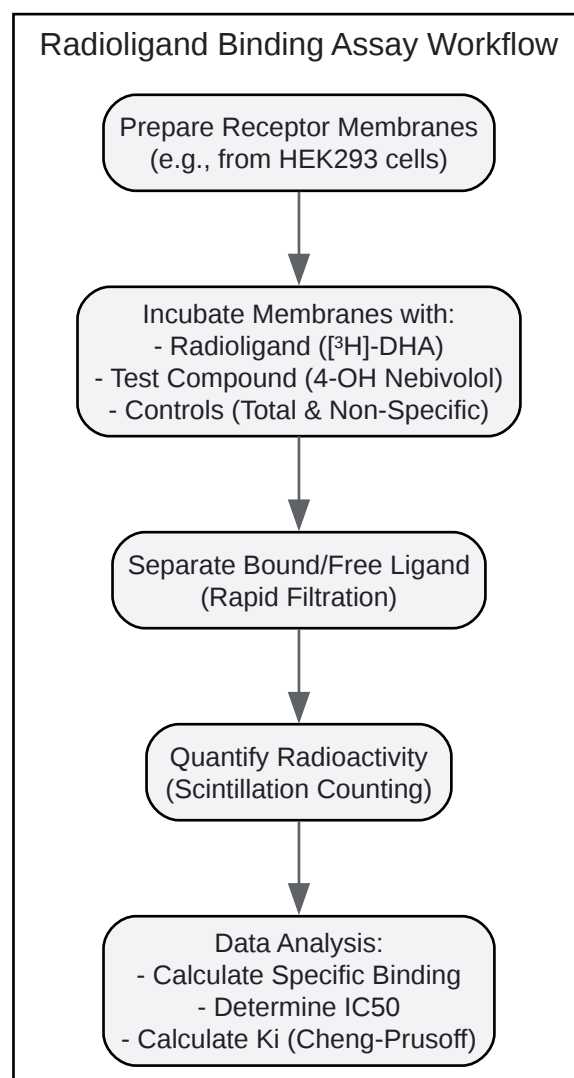 Radioligand Binding Assay Workflow
Prepare Receptor Membranes
(e.g., from HEK293 cells)
Incubate Membranes with:
- Radioligand ([³H]-DHA)
- Test Compound (4-OH Nebivolol)
- Controls (Total & Non-Specific)
Separate Bound/Free Ligand
(Rapid Filtration)
Quantify Radioactivity
(Scintillation Counting)
Data Analysis:
- Calculate Specific Binding
- Determine IC50
- Calculate Ki (Cheng-Prusoff)